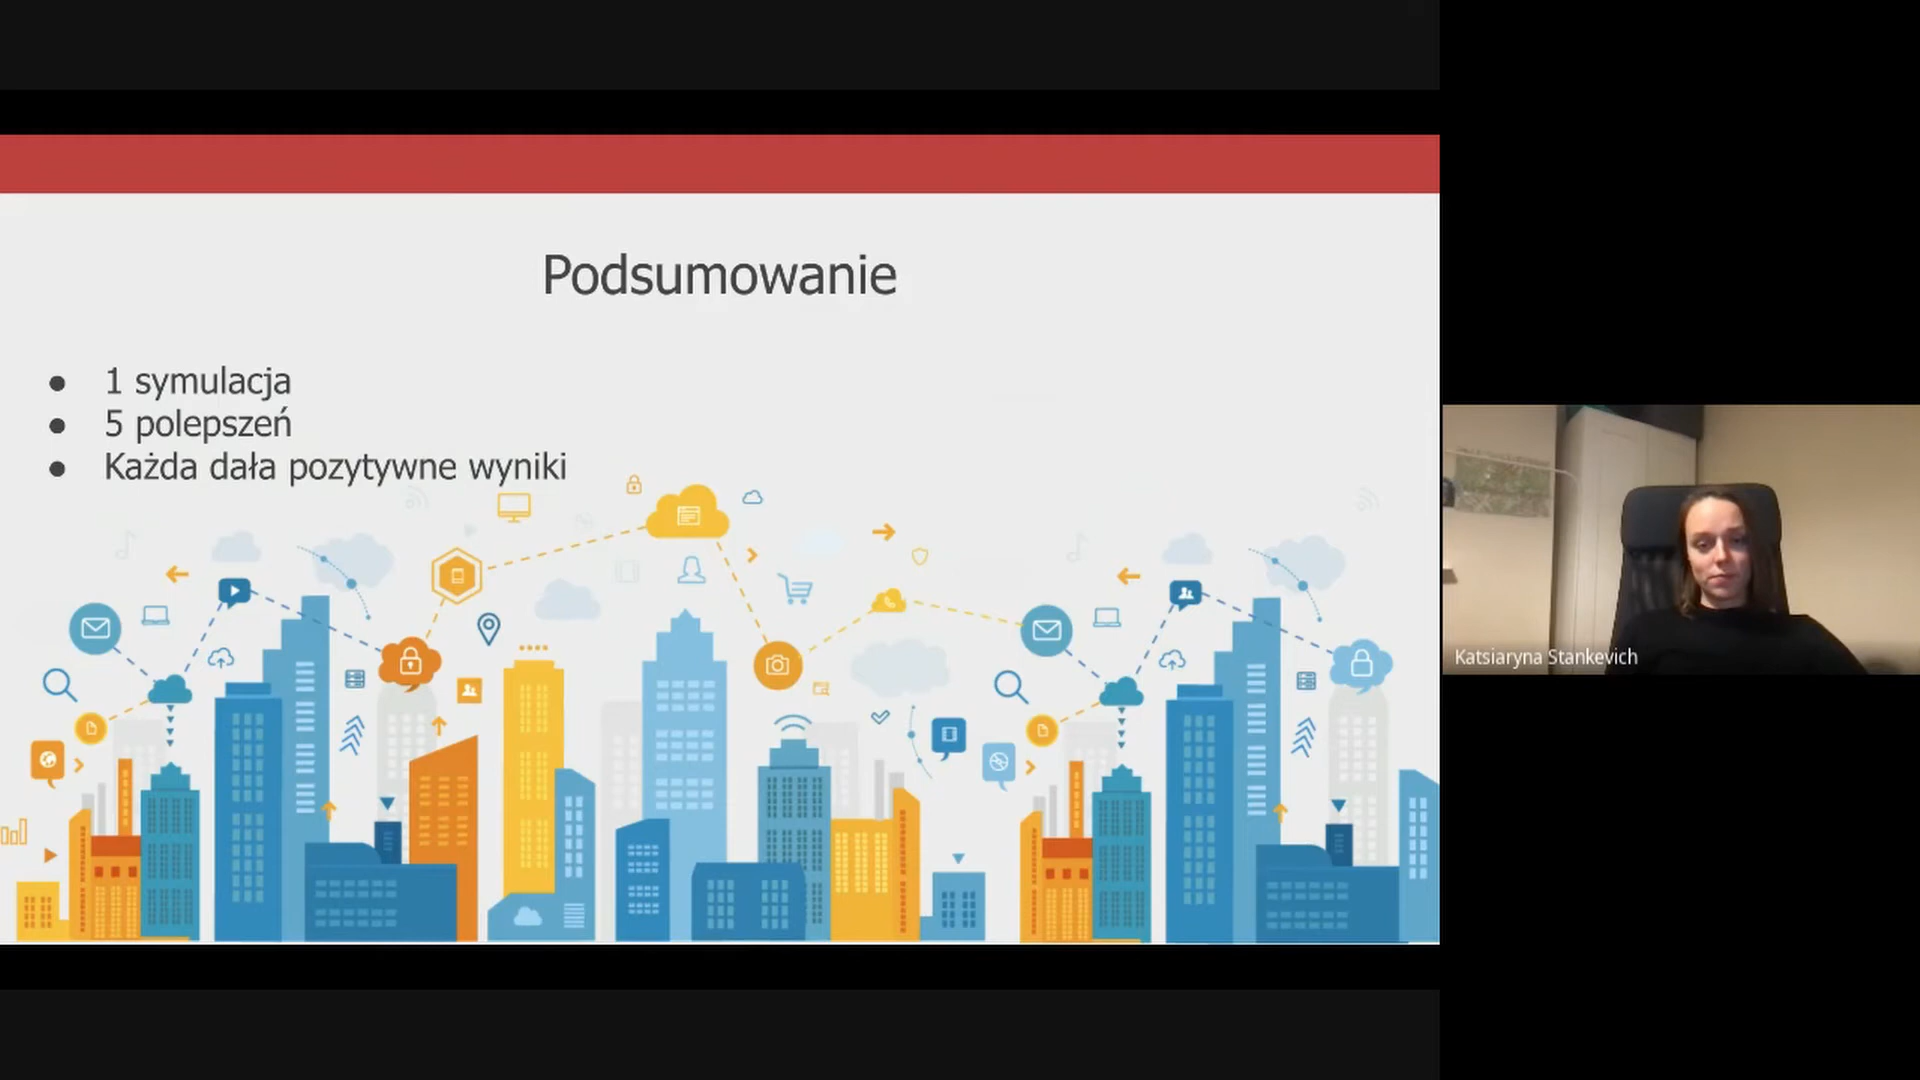 Podsumowanie
● 1 symulacja
● 5 polepszeń
● Każda dała pozytywne wyniki
Katsiaryna Stankevich